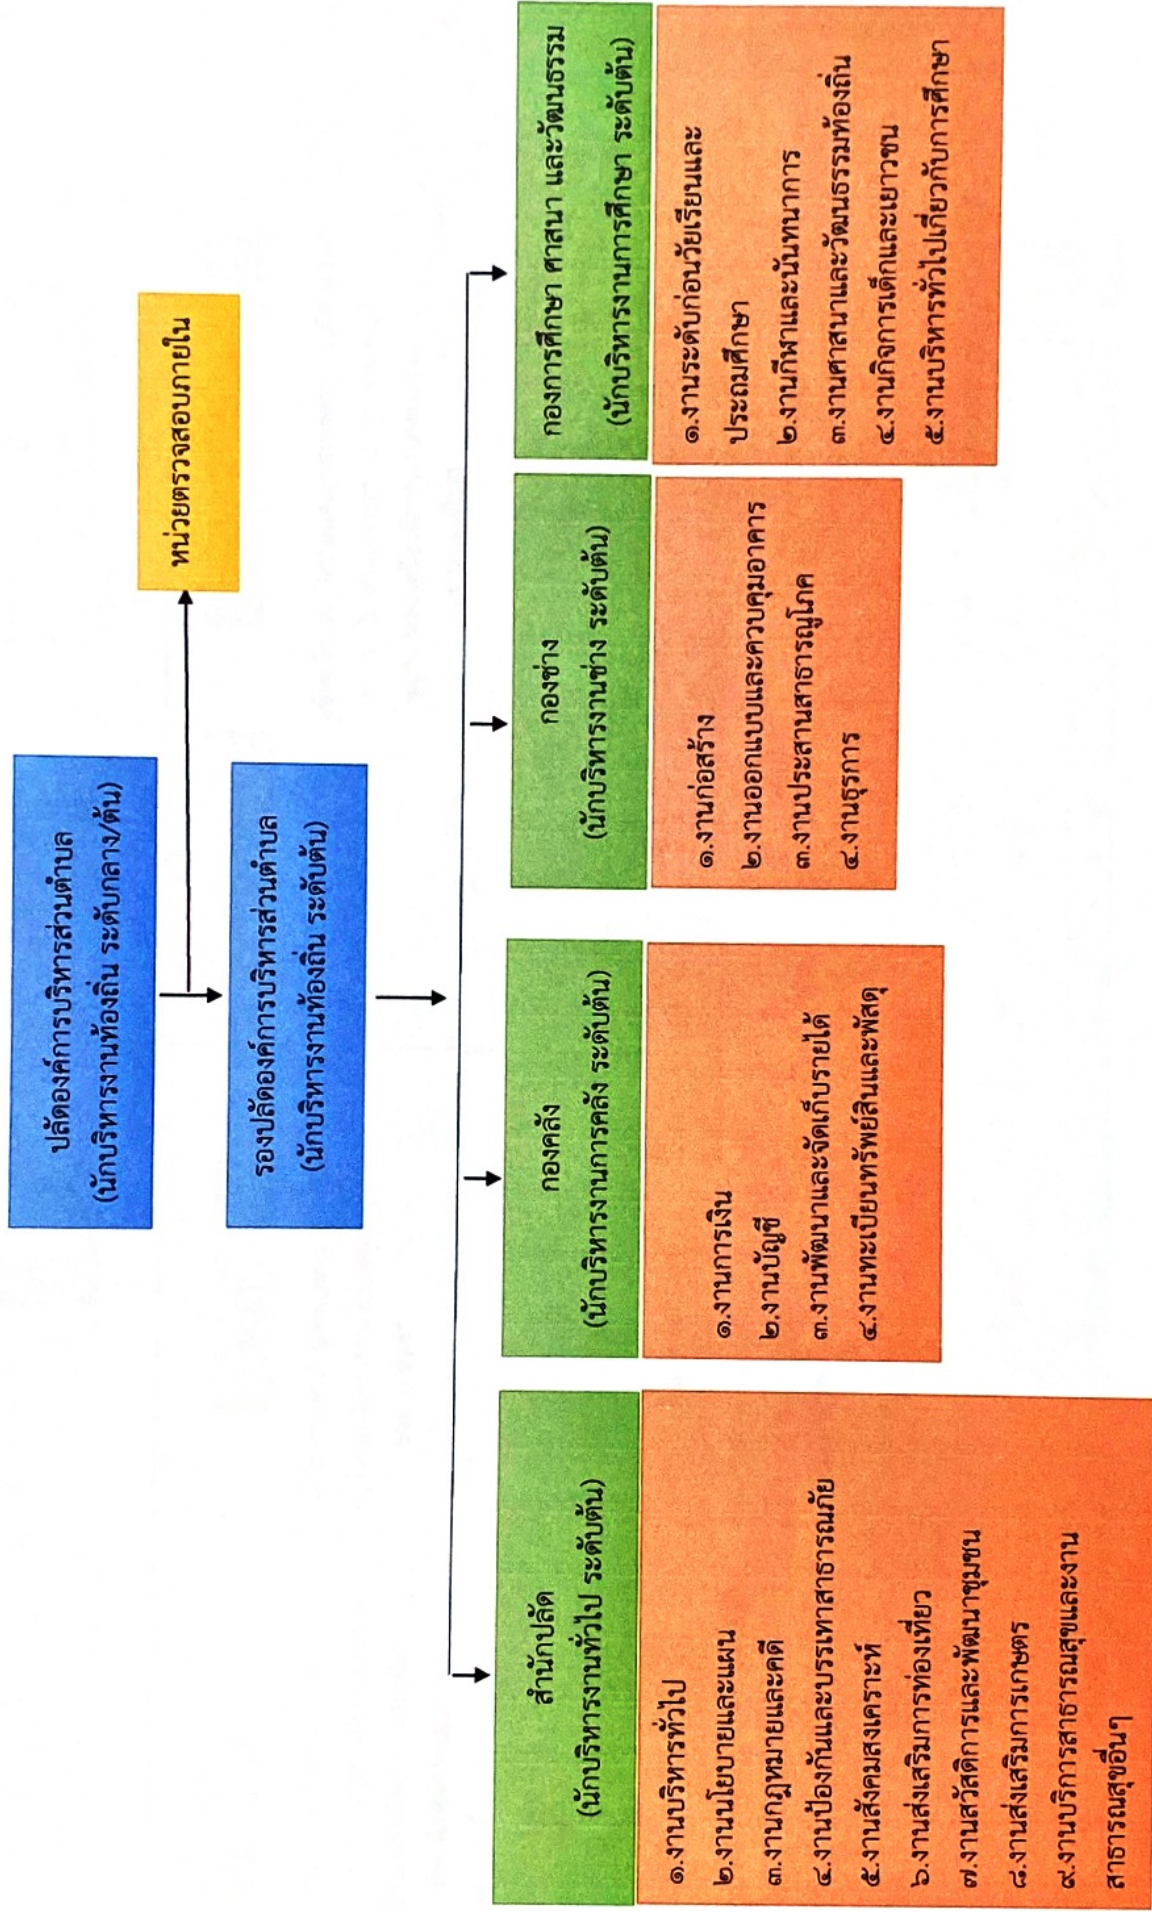 ปลัดองค์การบริหารส่วนตำบล
(นักบริหารงานท้องถิ่น ระดับกลาง/ต้น)
หน่วยตรวจสอบภายใน
รองปลัดองค์การบริหารส่วนตำบล
(นักบริหารงานท้องถิ่น ระดับต้น)
สำนักปลัด
(นักบริหารงานทั่วไป ระดับต้น)
๑.งานบริหารทั่วไป
๒.งานนโยบายและแผน
๓.งานกฎหมายและคดี
๔.งานป้องกันและบรรเทาสาธารณภัย
๕.งานสังคมสงเคราะห์
๖.งานส่งเสริมการท่องเที่ยว
๗.งานสวัสดิการและพัฒนาชุมชน
๘.งานส่งเสริมการเกษตร
๙.งานบริการสาธารณสุขและงาน
สาธารณสุขอื่นๆ
กองคลัง
(นักบริหารงานการคลัง ระดับต้น)
๑.งานการเงิน
๒.งานบัญชี
๓.งานพัฒนาและจัดเก็บรายได้
๔.งานทะเบียนทรัพย์สินและพัสดุ
กองช่าง
(นักบริหารงานช่าง ระดับต้น)
๑.งานก่อสร้าง
๒.งานออกแบบและควบคุมอาคาร
๓.งานประสานสาธารณูโภค
๔.งานธุรการ
กองการศึกษา ศาสนา และวัฒนธรรม
(นักบริหารงานการศึกษา ระดับต้น)
๑.งานระดับก่อนวัยเรียนและ
ประถมศึกษา
๒.งานกีฬาและนันทนาการ
๓.งานศาสนาและวัฒนธรรมท้องถิ่น
๔.งานกิจการเด็กและเยาวชน
๕.งานบริหารทั่วไปเกี่ยวกับการศึกษา